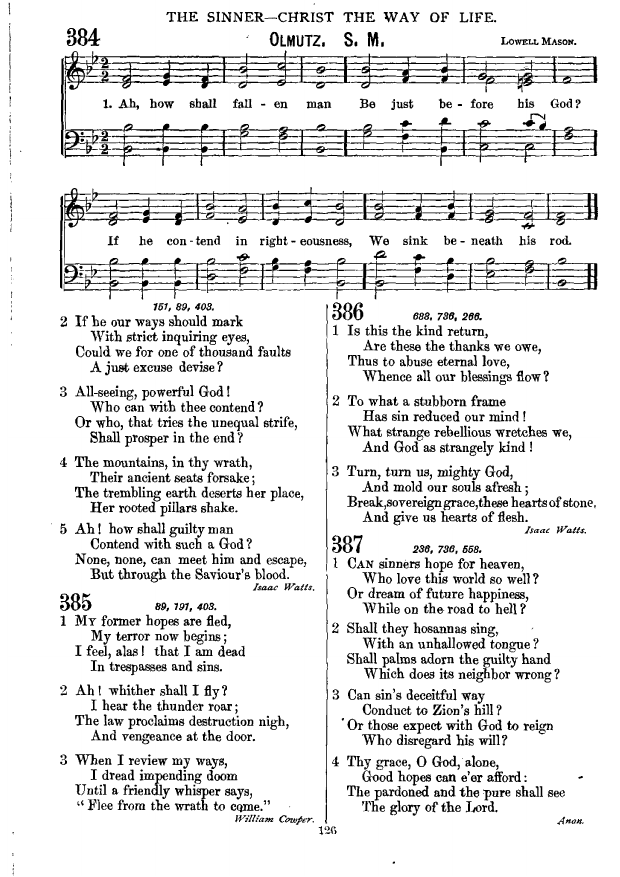 THE SINNER—CHRIST THE WAY OF LIFE.
384
OLMUTZ. S. M.
LOWELL MASON.
1. Ah, how shall fall - en man Be just be - fore his God?
If he con - tend in right - eousness, We sink be - neath his rod.
151, 89, 403.
2 If he our ways should mark
With strict inquiring eyes,
Could we for one of thousand faults
A just excuse devise?
3 All-seeing, powerful God!
Who can with thee contend?
Or who, that tries the unequal strife,
Shall prosper in the end?
4 The mountains, in thy wrath,
Their ancient seats forsake;
The trembling earth deserts her place,
Her rooted pillars shake.
5 Ah! how shall guilty man
Contend with such a God?
None, none, can meet him and escape,
But through the Saviour's blood.
Isaac Watts.
385
89, 191, 403.
1 MY former hopes are fled,
My terror now begins;
I feel, alas! that I am dead
In trespasses and sins.
2 Ah! whither shall I fly?
I hear the thunder roar;
The law proclaims destruction nigh,
And vengeance at the door.
3 When I review my ways,
I dread impending doom
Until a friendly whisper says,
"Flee from the wrath to come."
William Cowper.
386
688, 736, 266.
1 Is this the kind return,
Are these the thanks we owe,
Thus to abuse eternal love,
Whence all our blessings flow?
2 To what a stubborn frame
Has sin reduced our mind!
What strange rebellious wretches we,
And God as strangely kind!
3 Turn, turn us, mighty God,
And mold our souls afresh;
Break, sovereign grace, these hearts of stone,
And give us hearts of flesh.
Isaac Watts.
387
236, 736, 558.
1 CAN sinners hope for heaven,
Who love this world so well?
Or dream of future happiness,
While on the road to hell?
2 Shall they hosannas sing,
With an unhallowed tongue?
Shall palms adorn the guilty hand
Which does its neighbor wrong?
3 Can sin's deceitful way
Conduct to Zion's hill?
Or those expect with God to reign
Who disregard his will?
4 Thy grace, O God, alone,
Good hopes can e'er afford:
The pardoned and the pure shall see
The glory of the Lord.
Anon.
126